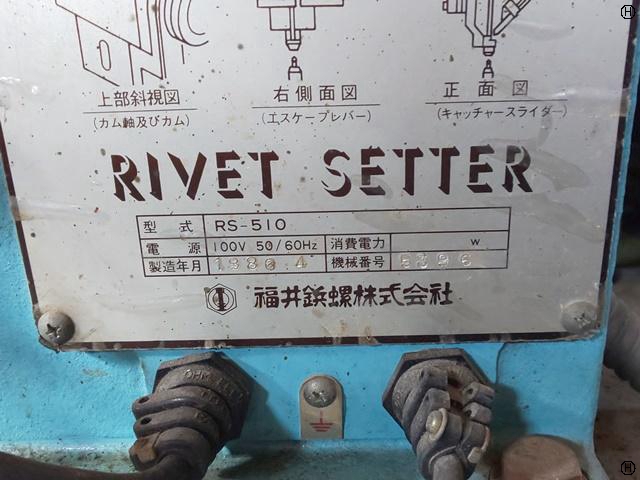 上部斜視図
(カム軸及びカム)
右側面図
(エスケープレバー)
正面図
(キャッチャースライダー)
RIVET SETTER
型式 RS-510
電源 100V 50/60Hz 消費電力 W
製造年月 1980.4 機械番号 5396
福井鋲螺株式会社
H
H